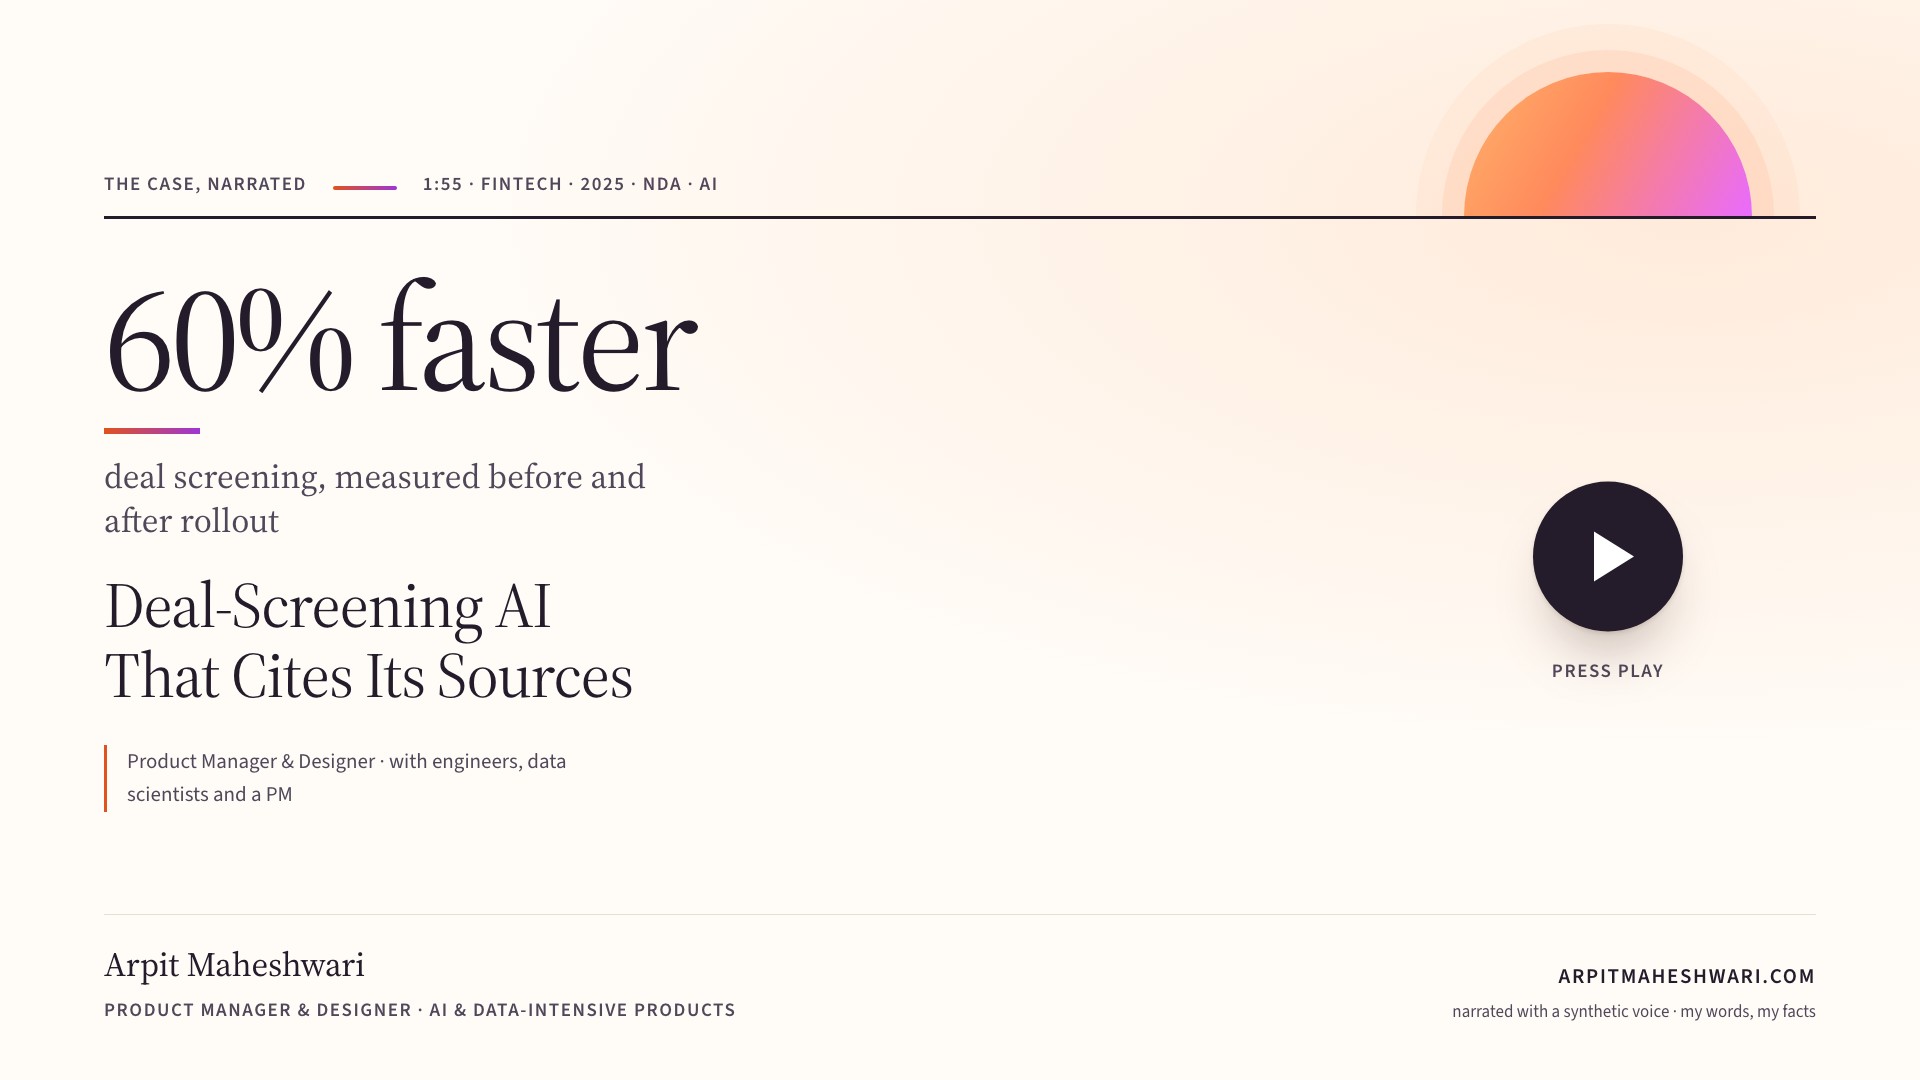 THE CASE, NARRATED
1:55 · FINTECH · 2025 · NDA · AI
60% faster
deal screening, measured before and
after rollout
Deal-Screening AI
That Cites Its Sources
PRESS PLAY
Product Manager & Designer · with engineers, data
scientists and a PM
Arpit Maheshwari
PRODUCT MANAGER & DESIGNER · AI & DATA-INTENSIVE PRODUCTS
ARPITMAHESHWARI.COM
narrated with a synthetic voice · my words, my facts